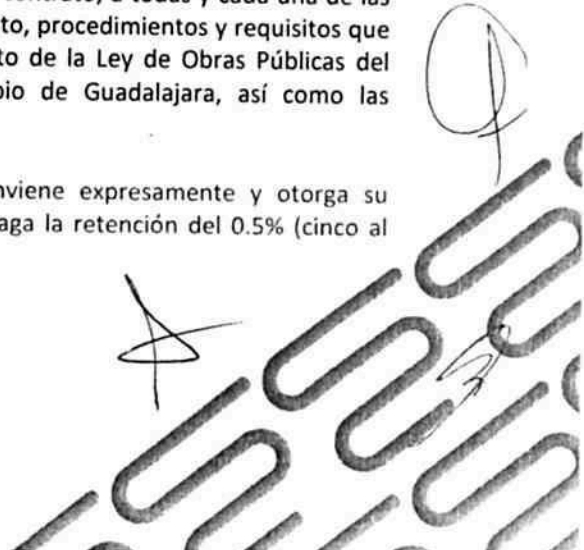 contrato, a todas y cada una de las
to, procedimientos y requisitos que
to de la Ley de Obras Públicas del
pio de Guadalajara, así como las
nviene expresamente y otorga su
aga la retención del 0.5% (cinco al